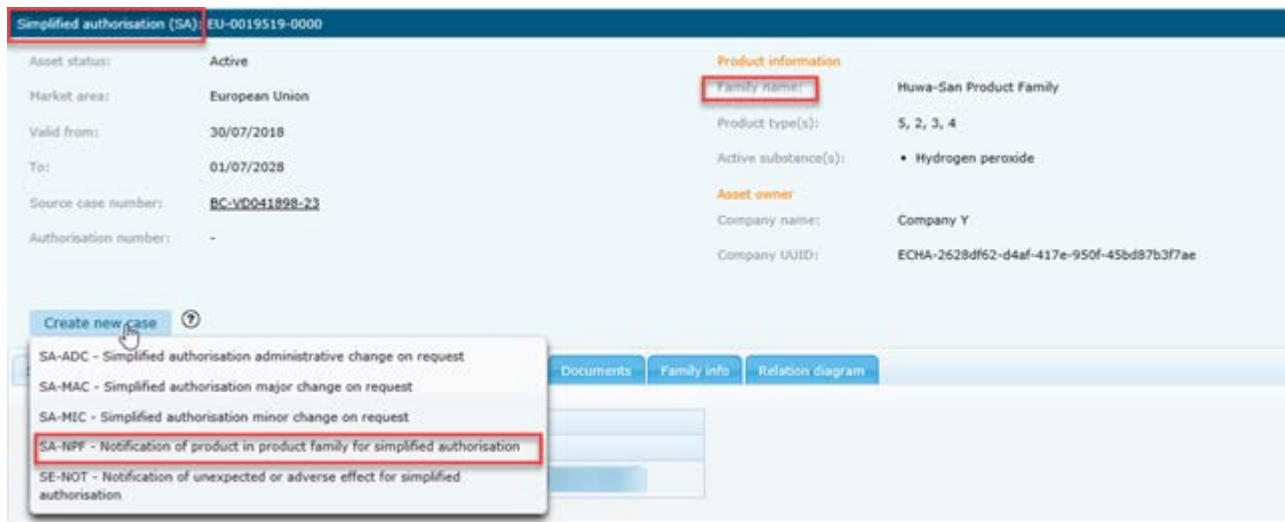 Simplified authorisation (SA): EU-0019519-0000
Asset status: Active
Market area: European Union
Valid from: 30/07/2018
To: 01/07/2028
Source case number: BC-VD041898-23
Authorisation number: -
Product information
Family name: Huwa-San Product Family
Product type(s): 5, 2, 3, 4
Active substance(s): • Hydrogen peroxide
Asset owner
Company name: Company Y
Company UUID: ECHA-2628df62-d4af-417e-950f-45bd87b3f7ae
Create new case ?
SA-ADC - Simplified authorisation administrative change on request
SA-MAC - Simplified authorisation major change on request
SA-MIC - Simplified authorisation minor change on request
SA-NPF - Notification of product in product family for simplified authorisation
SE-NOT - Notification of unexpected or adverse effect for simplified
authorisation
Documents Family info Relation diagram